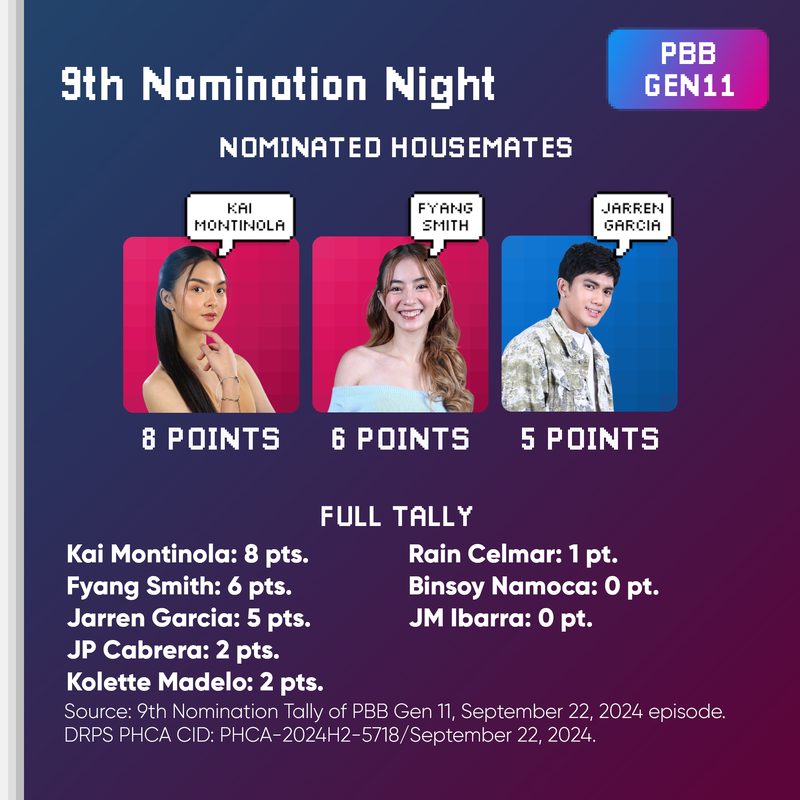 PBB
GEN11
9th Nomination Night
NOMINATED HOUSEMATES
KAI
MONTINOLA
FYANG
SMITH
JARREN
GARCIA
8 POINTS
6 POINTS
5 POINTS
FULL TALLY
Kai Montinola: 8 pts.
Fyang Smith: 6 pts.
Jarren Garcia: 5 pts.
JP Cabrera: 2 pts.
Kolette Madelo: 2 pts.
Rain Celmar: 1 pt.
Binsoy Namoca: 0 pt.
JM Ibarra: 0 pt.
Source: 9th Nomination Tally of PBB Gen 11, September 22, 2024 episode.
DRPS PHCA CID: PHCA-2024H2-5718/September 22, 2024.